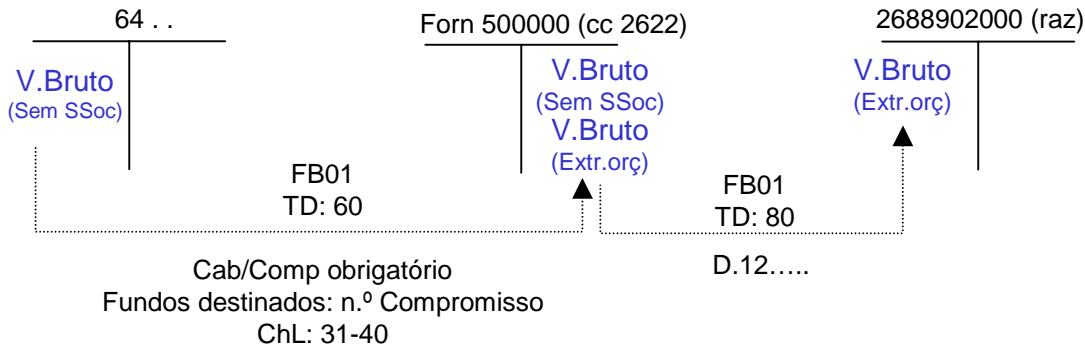 64 . .
Forn 500000 (cc 2622)
2688902000 (raz)
V.Bruto
(Sem SSoc)
V.Bruto
(Sem SSoc)
V.Bruto
(Extr.orç)
V.Bruto
(Extr.orç)
FB01
TD: 60
FB01
TD: 80
Cab/Comp obrigatório
Fundos destinados: n.º Compromisso
ChL: 31-40
D.12…..